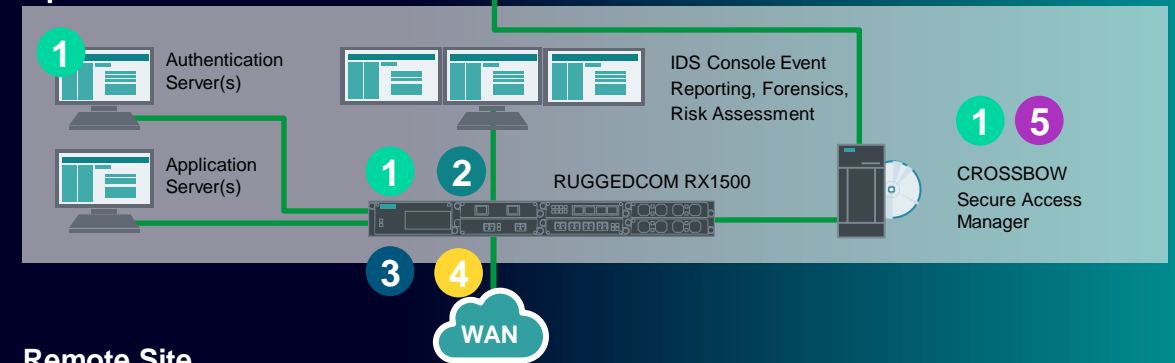 1
Authentication
Server(s)
IDS Console Event
Reporting, Forensics,
Risk Assessment
1 5
CROSSBOW
Secure Access
Manager
Application
Server(s)
1 2
RUGGEDCOM RX1500
3 4
WAN
Remote Site